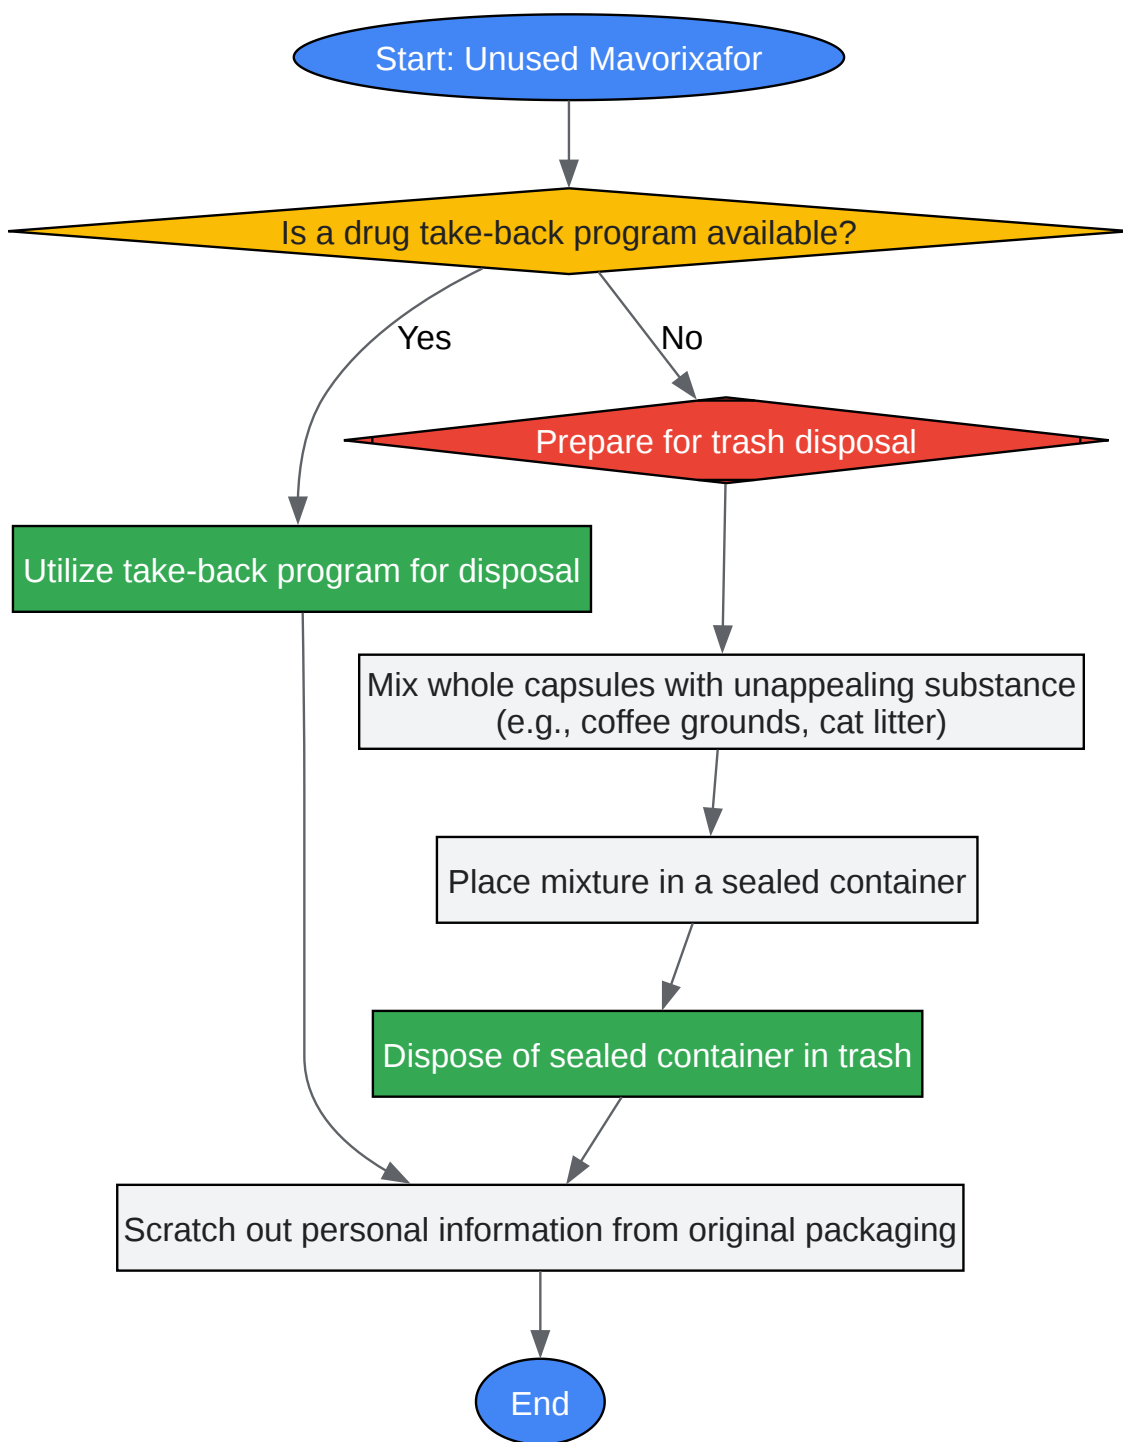 Start: Unused Mavorixafor
Is a drug take-back program available?
Yes
No
Prepare for trash disposal
Utilize take-back program for disposal
Mix whole capsules with unappealing substance
(e.g., coffee grounds, cat litter)
Place mixture in a sealed container
Dispose of sealed container in trash
Scratch out personal information from original packaging
End